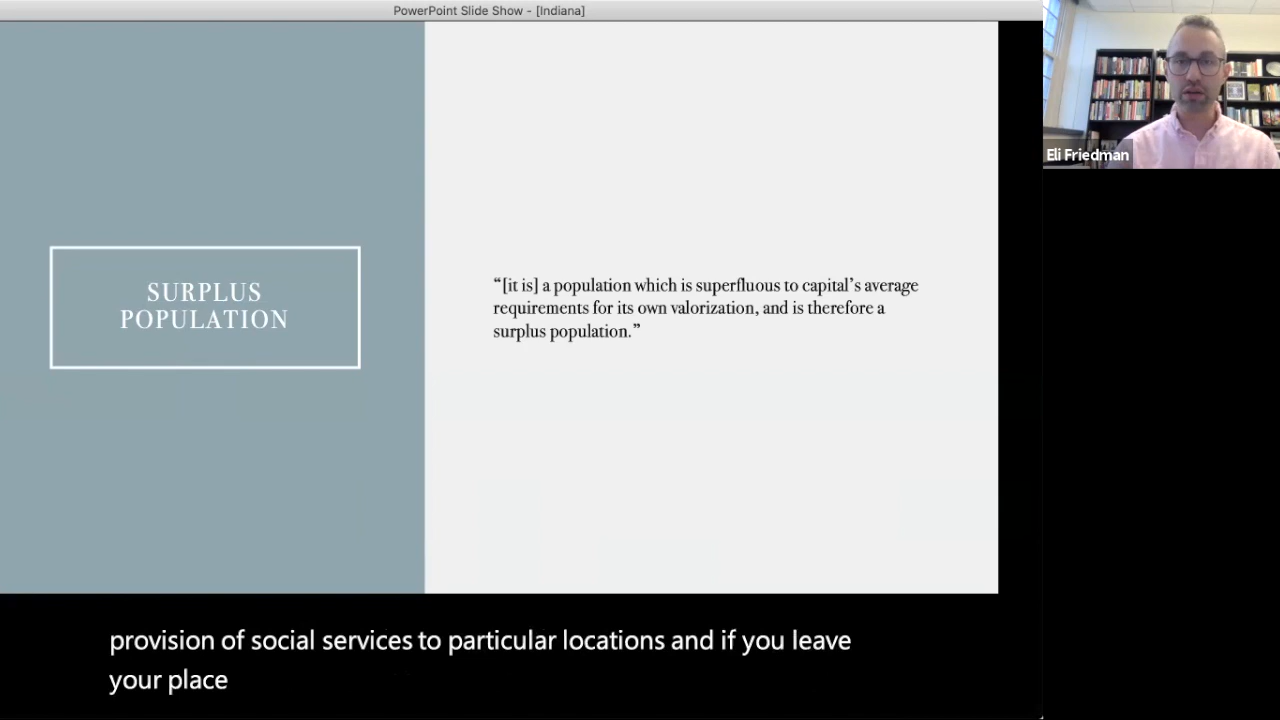 PowerPoint Slide Show - [Indiana]
SURPLUS
POPULATION
“[it is] a population which is superfluous to capital’s average
requirements for its own valorization, and is therefore a
surplus population.”
Eli Friedman
provision of social services to particular locations and if you leave
your place